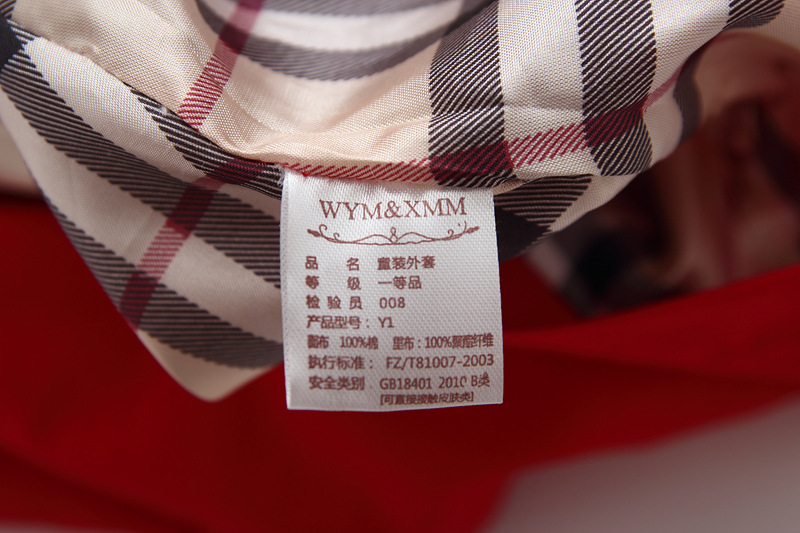 WYM&XMM
品 名 童装外套
等 级 一等品
检 验 员 008
产品型号: Y1
面布 100%棉 里布: 100%聚酯纤维
执行标准: FZ/T81007-2003
安全类别 GB18401 2010 B类
[可直接接触皮肤类]